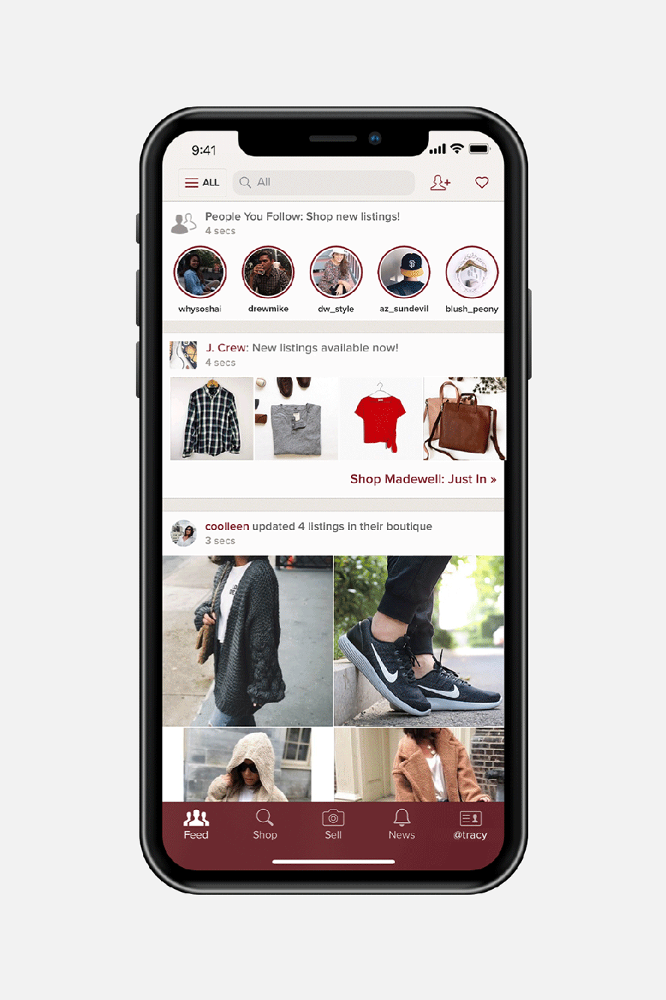 9:41
ALL
All
People You Follow: Shop new listings!
4 secs
whysoshai
drewmike
dw_style
az_sundevil
blush_peony
J. Crew: New listings available now!
4 secs
Shop Madewell: Just In »
coolleen updated 4 listings in their boutique
3 secs
Feed
Shop
Sell
News
@tracy